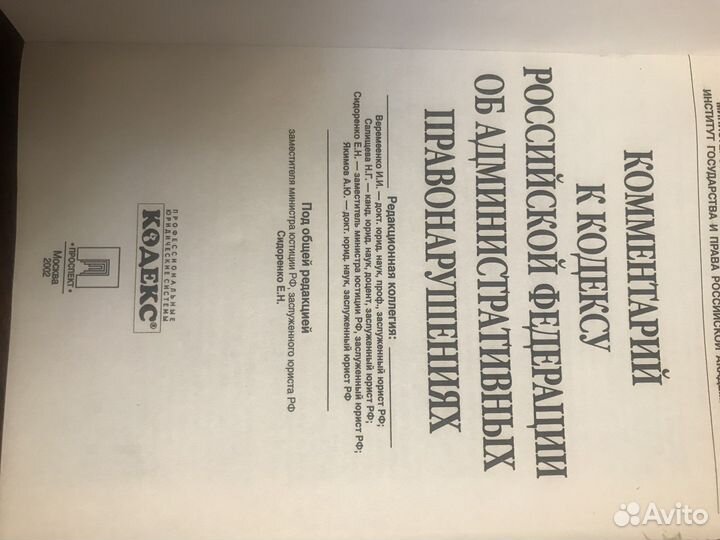 ИНСТИТУТ ГОСУДАРСТВА И ПРАВА РОССИЙСКОЙ
КОММЕНТАРИЙ
К КОДЕКСУ
РОССИЙСКОЙ ФЕДЕРАЦИИ
ОБ АДМИНИСТРАТИВНЫХ
ПРАВОНАРУШЕНИЯХ
Редакционная коллегия:
Веремеенко И.И. — докт. юрид. наук, проф., заслуженный юрист РФ;
Салищева Н.Г. — канд. юрид. наук, доцент, заслуженный юрист РФ;
Сидоренко Е.Н. — заместитель министра юстиции РФ, заслуженный юрист РФ;
Якимов А.Ю. — докт. юрид. наук, заслуженный юрист РФ
Под общей редакцией
заместителя министра юстиции РФ, заслуженного юриста РФ
Сидоренко Е.Н.
ПРОФЕССИОНАЛЬНЫЕ
ЮРИДИЧЕСКИЕ СИСТЕМЫ
КОДЕКС®
• ПРОСПЕКТ •
Москва
2002
Avito